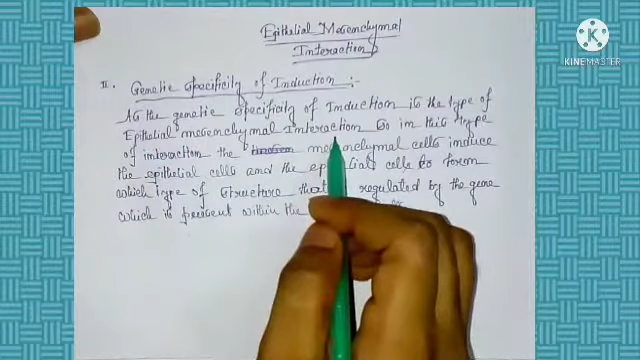 Epithelial Mesenchymal
Interaction
II. Genetic specificity of Induction :-
As the genetic specificity of Induction is the type of
Epithelial mesenchymal Interaction So in this type
of interaction the mesenchymal cells induce
the epithelial cells and the epithelial cells to form
which type of structure that regulated by the gene
which is present within the
KINEMASTER